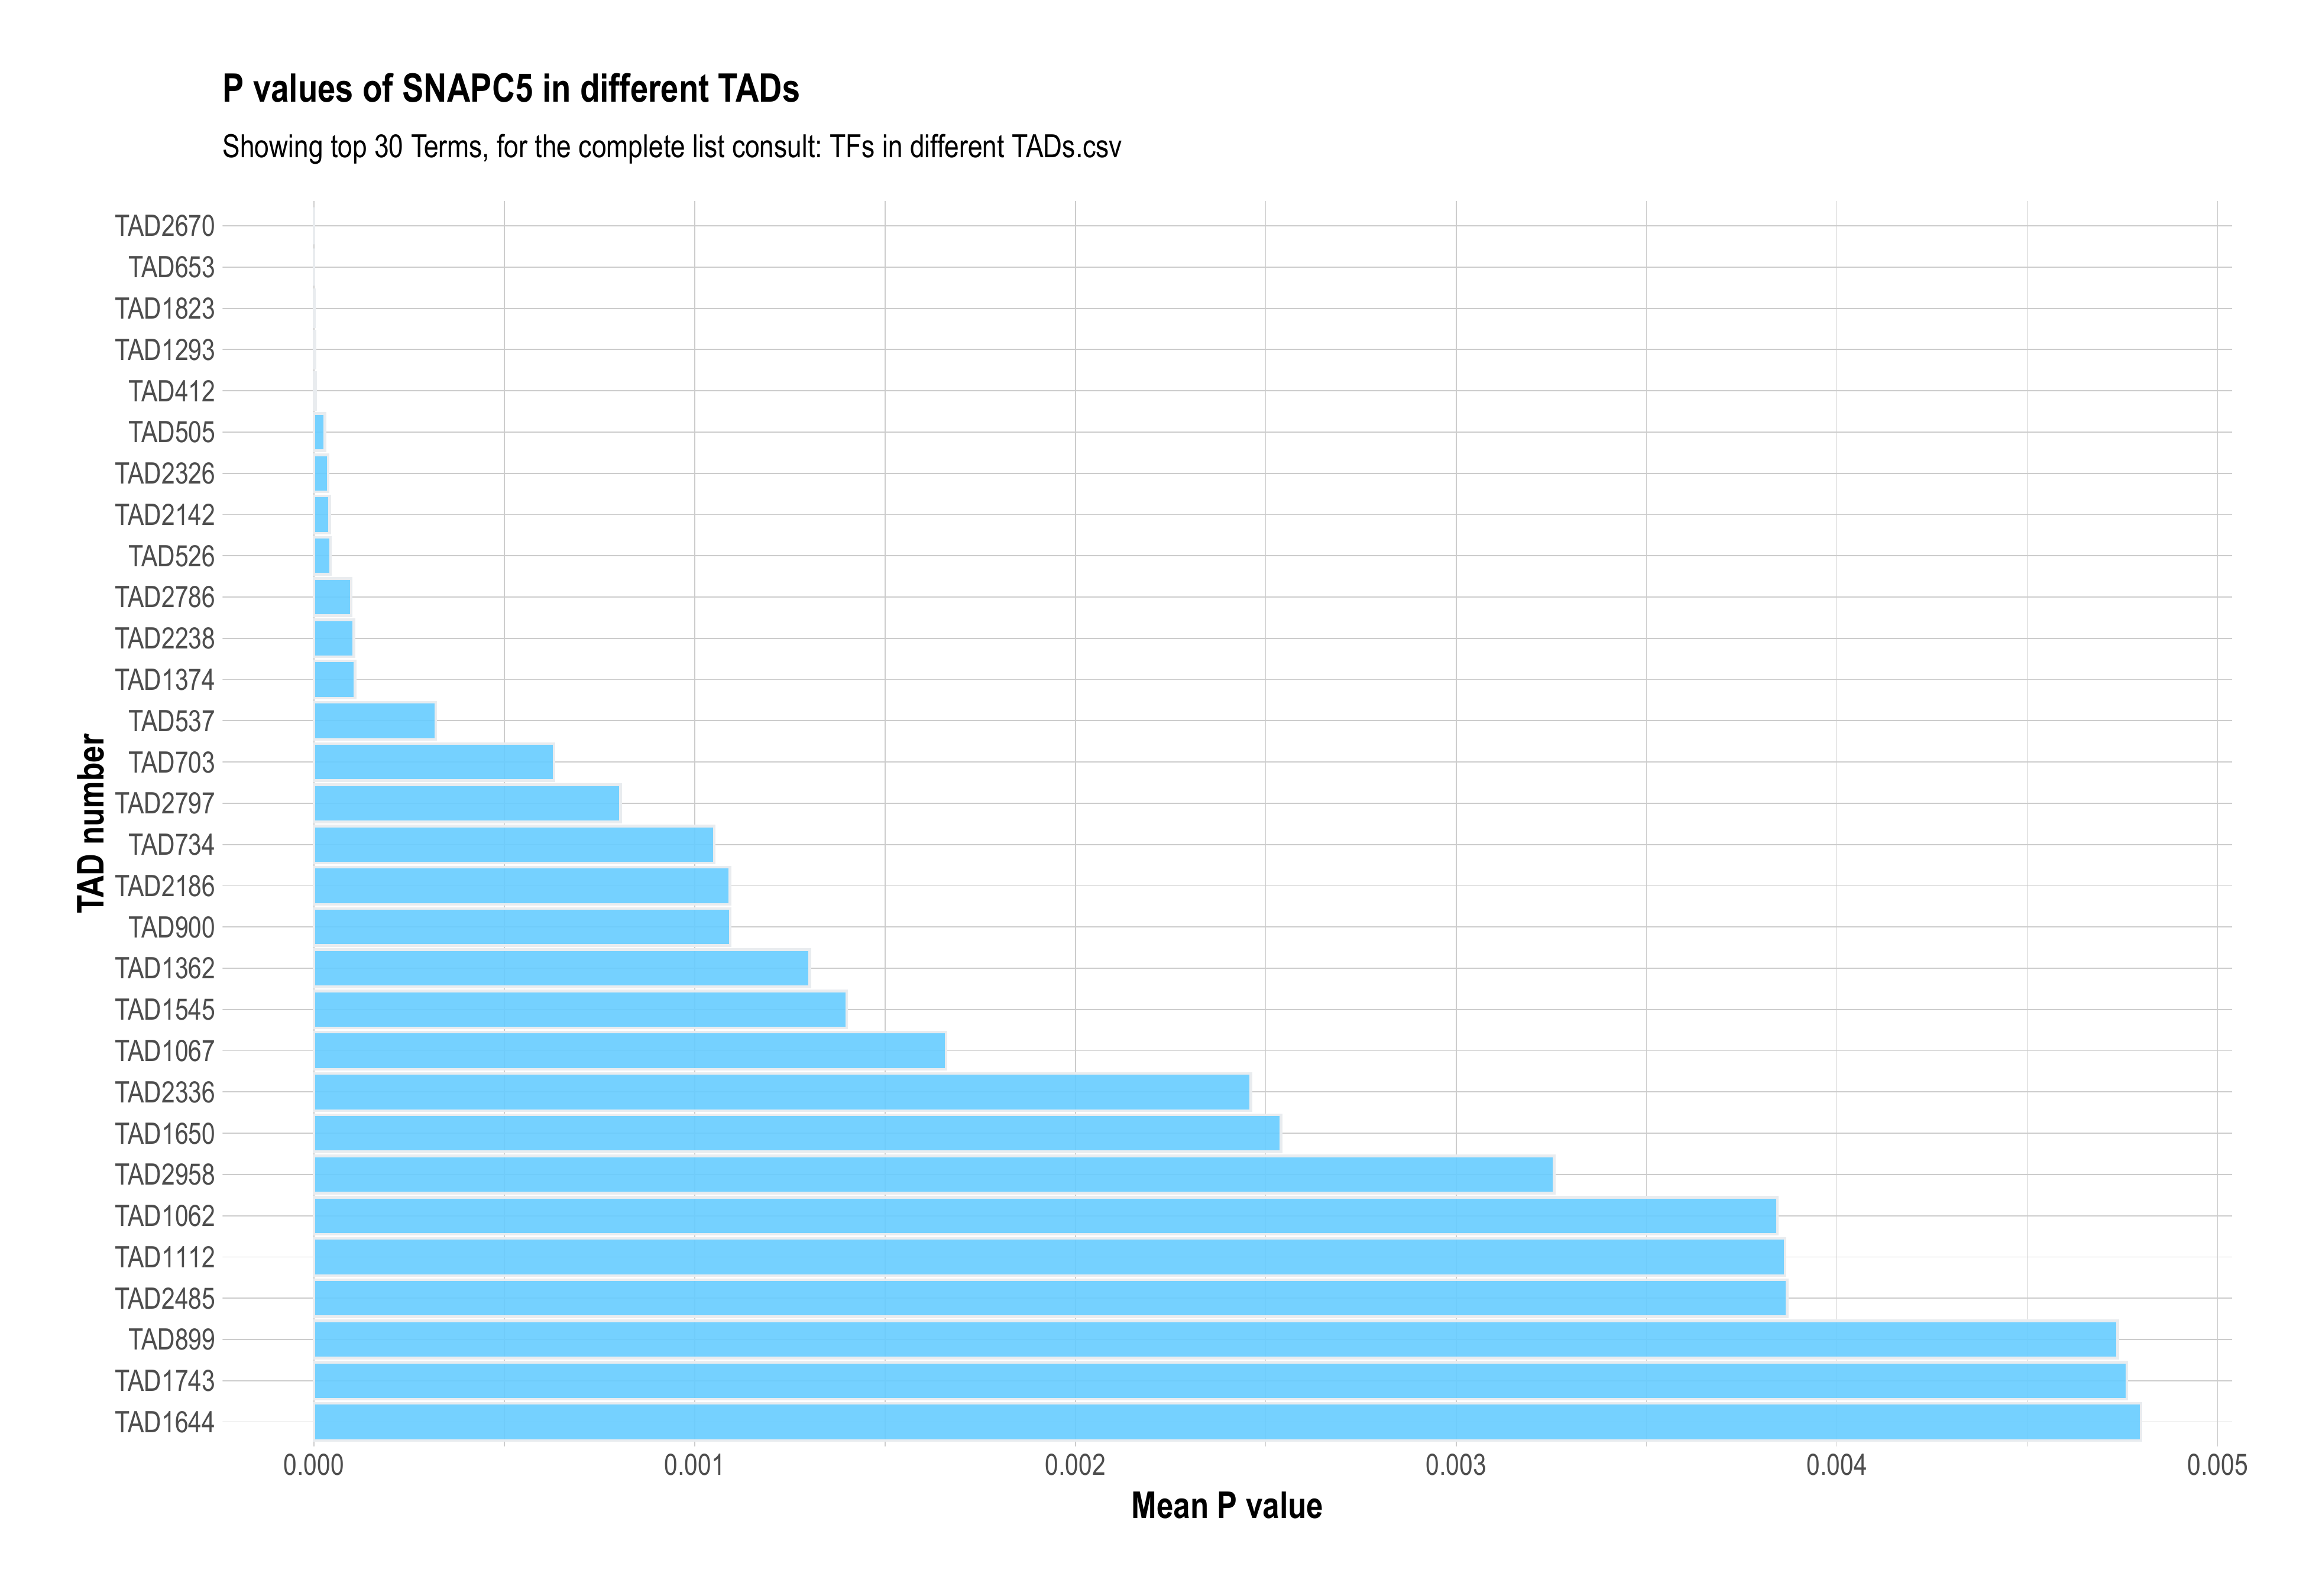 P values of SNAPC5 in different TADs
Showing top 30 Terms, for the complete list consult: TFs in different TADs.csv
TAD2670
TAD653
TAD1823
TAD1293
TAD412
TAD505
TAD2326
TAD2142
TAD526
TAD2786
TAD2238
TAD1374
TAD537
TAD703
TAD2797
TAD734
TAD2186
TAD900
TAD1362
TAD1545
TAD1067
TAD2336
TAD1650
TAD2958
TAD1062
TAD1112
TAD2485
TAD899
TAD1743
TAD1644
TAD number
0.000 0.001 0.002 0.003 0.004 0.005
Mean P value